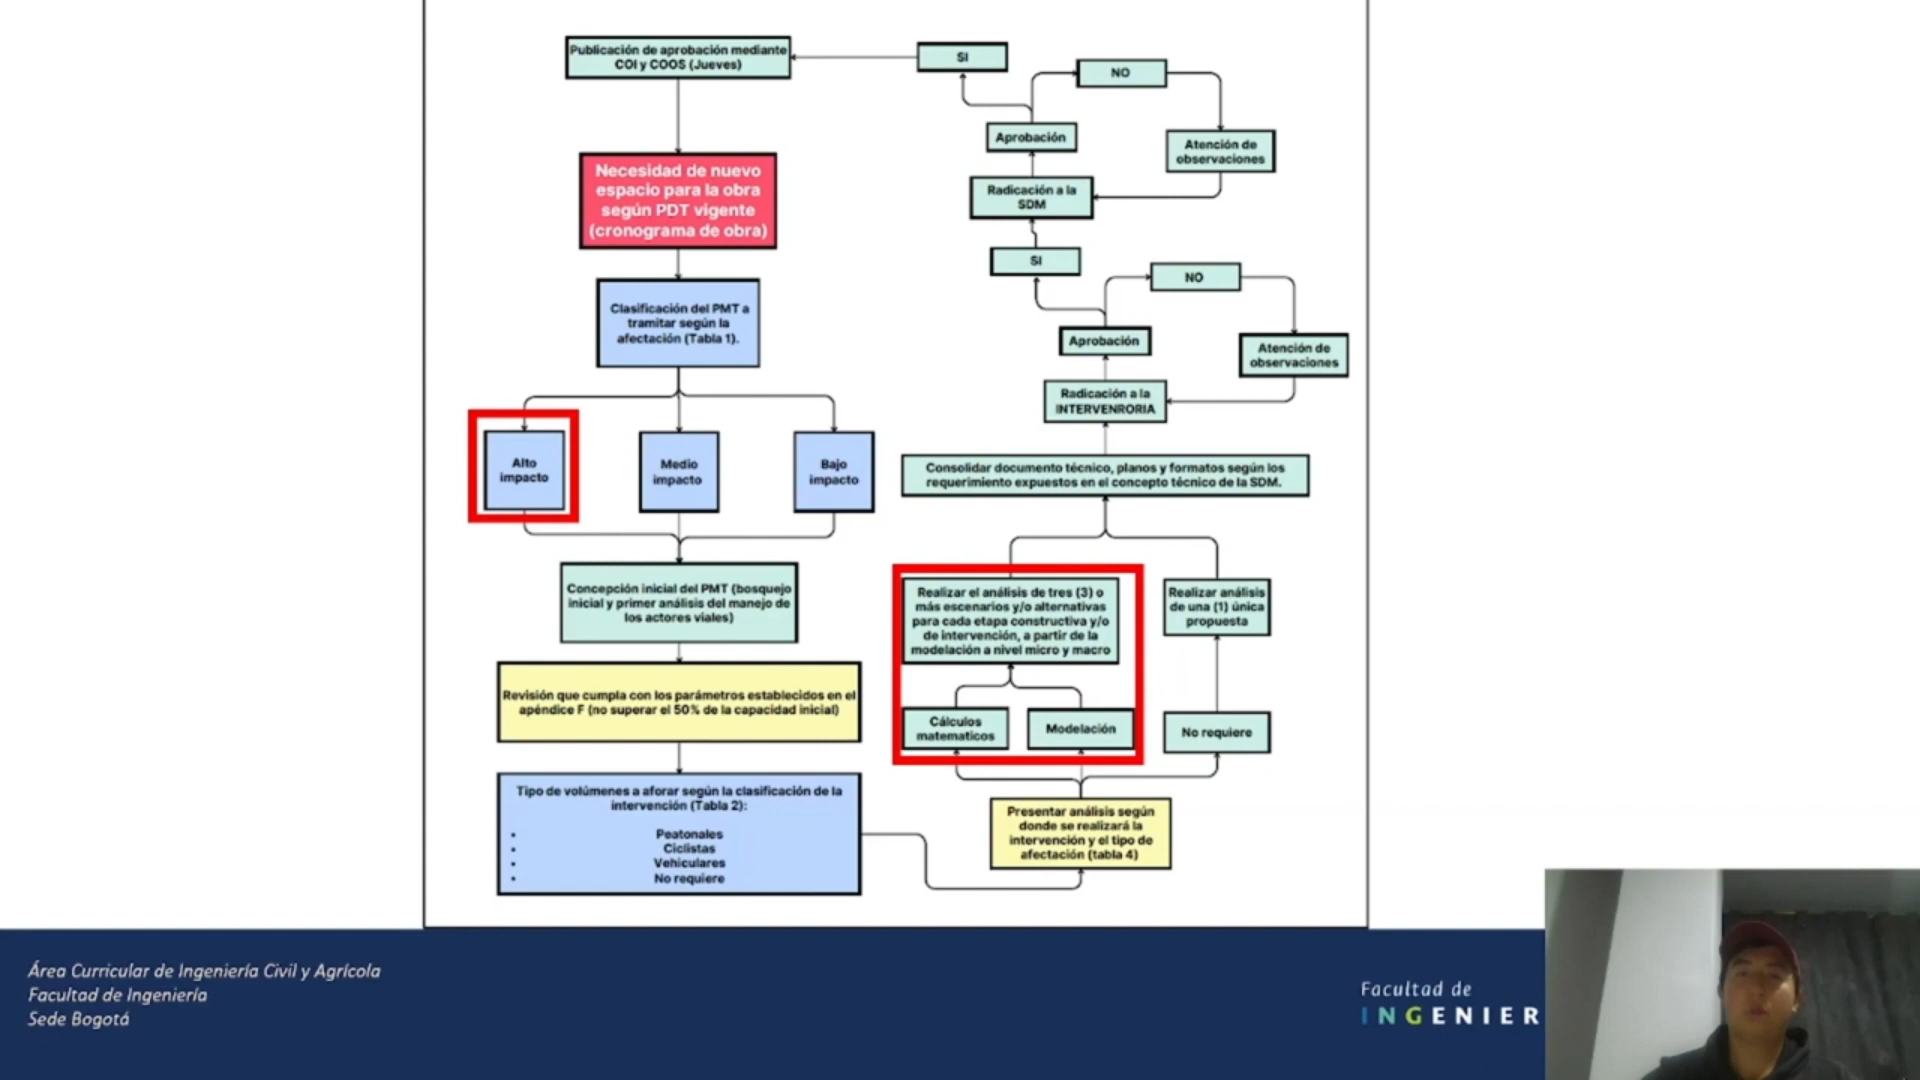 Publicación de aprobación mediante
COI y COOS (Jueves)
SI
NO
Aprobación
Atención de
observaciones
Necesidad de nuevo
espacio para la obra
según PDT vigente
(cronograma de obra)
Radicación a la
SDM
SI
NO
Clasificación del PMT a
tramitar según la
afectación (Tabla 1).
Aprobación
Atención de
observaciones
Radicación a la
INTERVENRORIA
Alto
impacto
Medio
impacto
Bajo
impacto
Consolidar documento técnico, planos y formatos según los
requerimiento expuestos en el concepto técnico de la SDM.
Concepción inicial del PMT (bosquejo
inicial y primer análisis del manejo de
los actores viales)
Realizar el análisis de tres (3) o
más escenarios y/o alternativas
para cada etapa constructiva y/o
de intervención, a partir de la
modelación a nivel micro y macro
Realizar análisis
de una (1) única
propuesta
Revisión que cumpla con los parámetros establecidos en el
apéndice F (no superar el 50% de la capacidad inicial)
Cálculos
matematicos
Modelación
No requiere
Tipo de volúmenes a aforar según la clasificación de la
intervención (Tabla 2):
• Peatonales
• Ciclistas
• Vehiculares
• No requiere
Presentar análisis según
donde se realizará la
intervención y el tipo de
afectación (tabla 4)
Área Curricular de Ingeniería Civil y Agrícola
Facultad de Ingeniería
Sede Bogotá
Facultad de
INGENIER